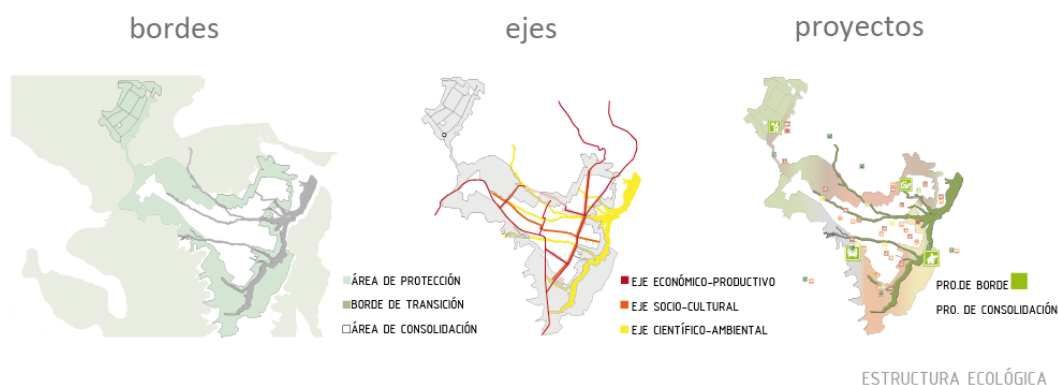 bordes
ejes
proyectos
ÁREA DE PROTECCIÓN
BORDE DE TRANSICIÓN
ÁREA DE CONSOLIDACIÓN
EJE ECONÓMICO-PRODUCTIVO
EJE SOCIO-CULTURAL
EJE CIENTÍFICO-AMBIENTAL
PRO.DE BORDE
PRO. DE CONSOLIDACIÓN
ESTRUCTURA ECOLÓGICA